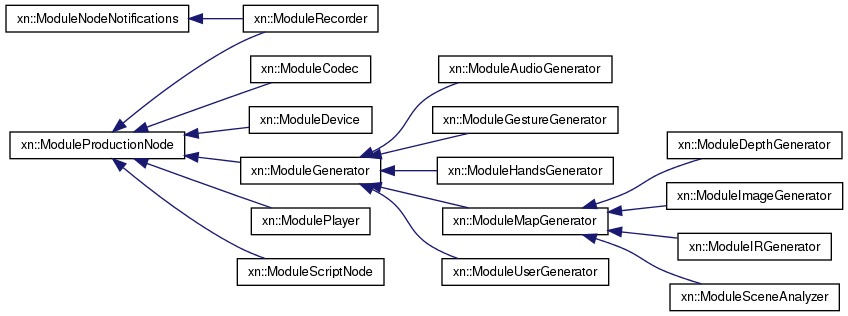 xn::ModuleNodeNotifications
xn::ModuleRecorder
xn::ModuleCodec
xn::ModuleAudioGenerator
xn::ModuleDevice
xn::ModuleGestureGenerator
xn::ModuleProductionNode
xn::ModuleDepthGenerator
xn::ModuleGenerator
xn::ModuleHandsGenerator
xn::ModuleImageGenerator
xn::ModulePlayer
xn::ModuleMapGenerator
xn::ModuleIRGenerator
xn::ModuleScriptNode
xn::ModuleUserGenerator
xn::ModuleSceneAnalyzer